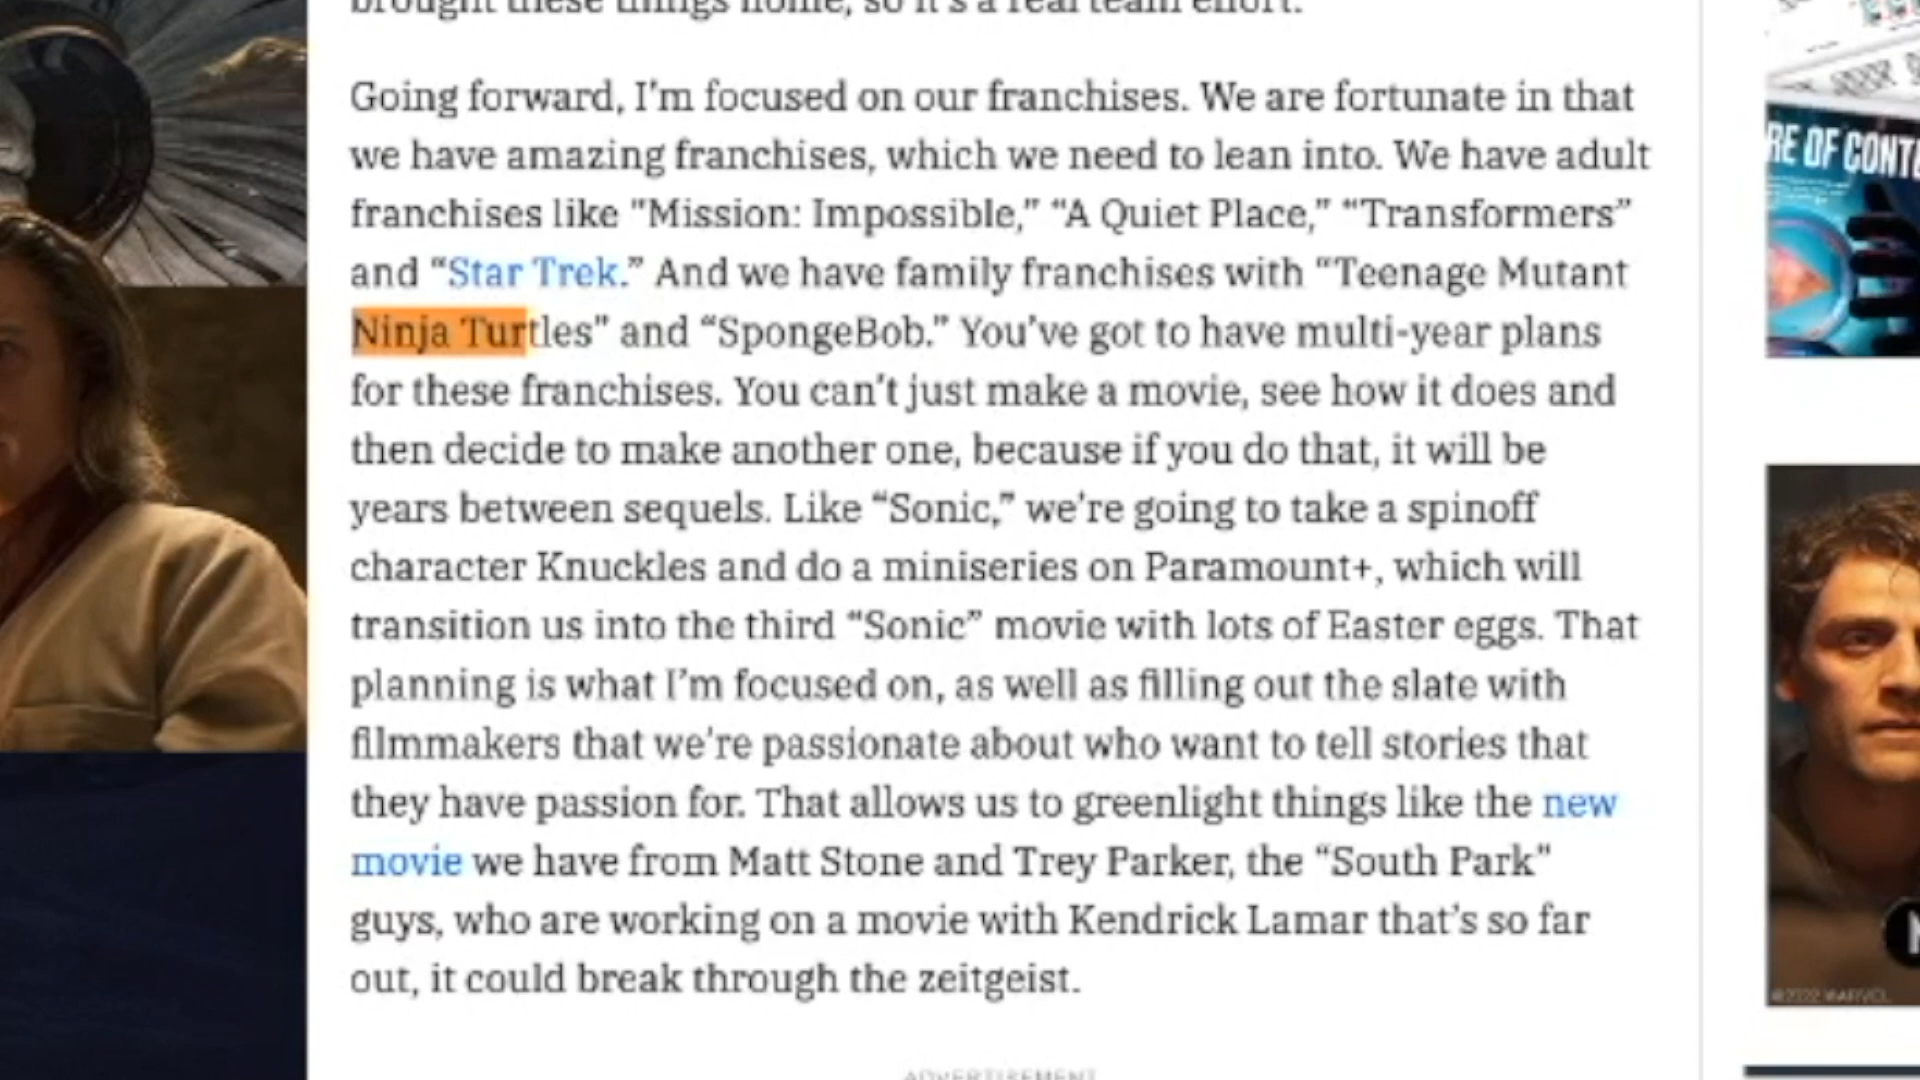 brought these things home, so it's a real team effort.
Going forward, I'm focused on our franchises. We are fortunate in that
we have amazing franchises, which we need to lean into. We have adult
franchises like "Mission: Impossible,” “A Quiet Place,” “Transformers”
and “Star Trek.” And we have family franchises with “Teenage Mutant
Ninja Turtles” and “SpongeBob.” You’ve got to have multi-year plans
for these franchises. You can’t just make a movie, see how it does and
then decide to make another one, because if you do that, it will be
years between sequels. Like “Sonic,” we’re going to take a spinoff
character Knuckles and do a miniseries on Paramount+, which will
transition us into the third “Sonic” movie with lots of Easter eggs. That
planning is what I’m focused on, as well as filling out the slate with
filmmakers that we’re passionate about who want to tell stories that
they have passion for. That allows us to greenlight things like the new
movie we have from Matt Stone and Trey Parker, the “South Park”
guys, who are working on a movie with Kendrick Lamar that’s so far
out, it could break through the zeitgeist.
ADVERTISEMENT
RE OF CONTE
©2022 MARVEL